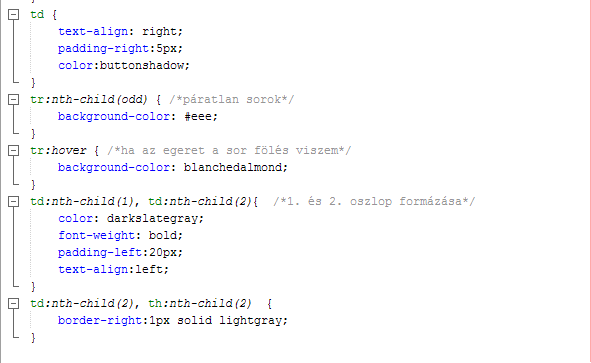 }
td {
text-align: right;
padding-right:5px;
color:buttonshadow;
}
tr:nth-child(odd) { /*páratlan sorok*/
background-color: #eee;
}
tr:hover { /*ha az egeret a sor fölés viszem*/
background-color: blanchedalmond;
}
td:nth-child(1), td:nth-child(2){  /*1. és 2. oszlop formázása*/
color: darkslategray;
font-weight: bold;
padding-left:20px;
text-align:left;
}
td:nth-child(2), th:nth-child(2)  {
border-right:1px solid lightgray;
}